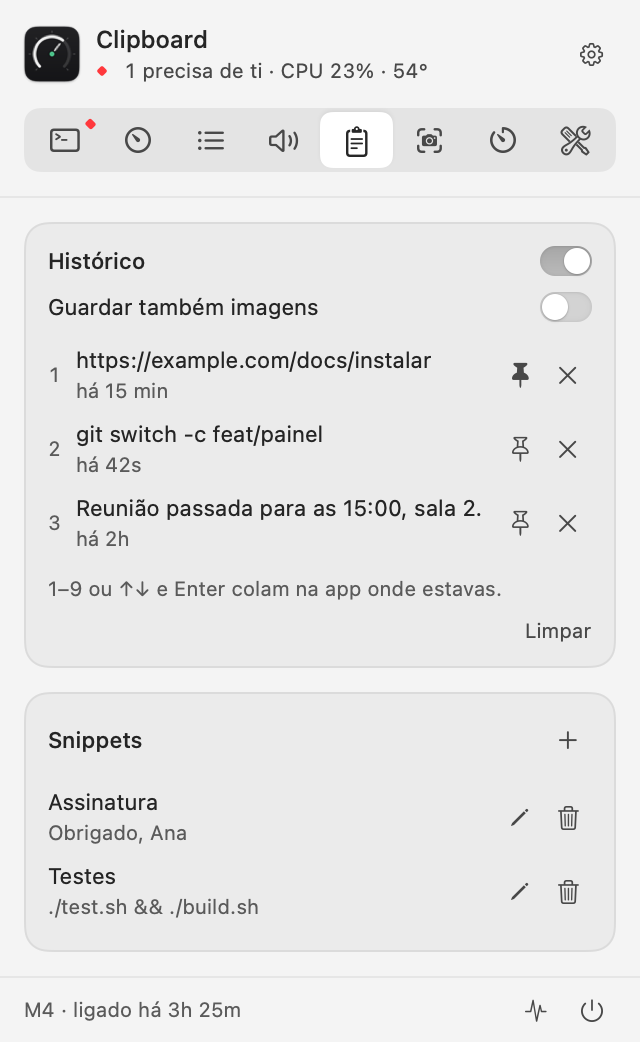 Clipboard
1 precisa de ti · CPU 23% · 54°
Histórico
Guardar também imagens
1
https://example.com/docs/instalar
há 15 min
2
git switch -c feat/painel
há 42s
3
Reunião passada para as 15:00, sala 2.
há 2h
1–9 ou ↑↓ e Enter colam na app onde estavas.
Limpar
Snippets
Assinatura
Obrigado, Ana
Testes
./test.sh && ./build.sh
M4 · ligado há 3h 25m